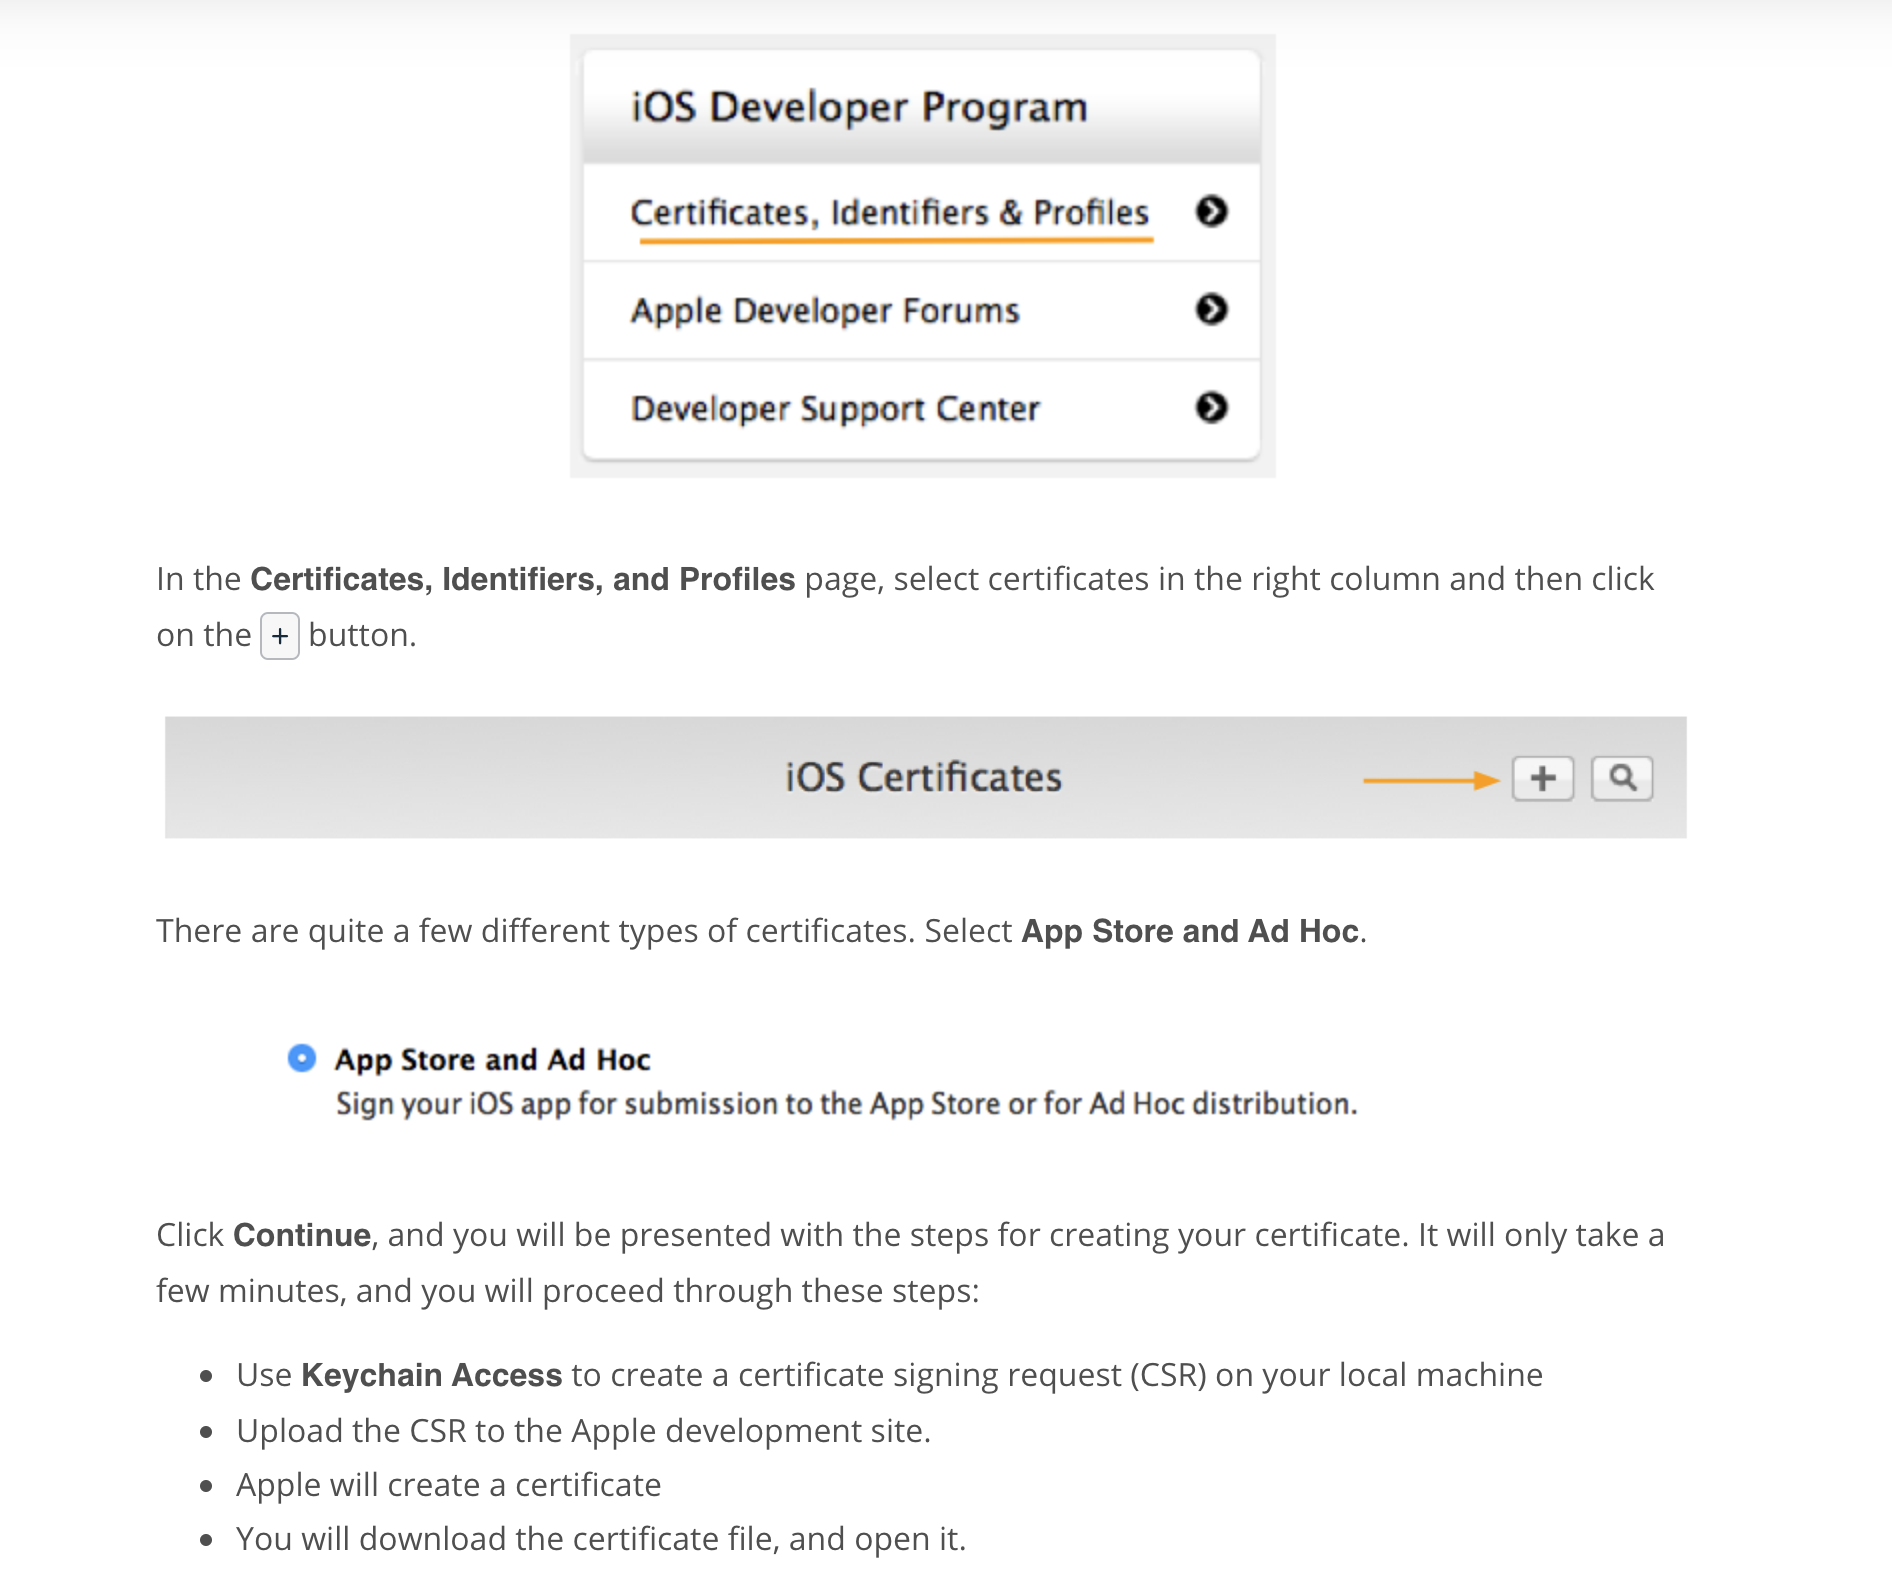 iOS Developer Program
Certificates, Identifiers & Profiles
Apple Developer Forums
Developer Support Center
In the Certificates, Identifiers, and Profiles page, select certificates in the right column and then click
on the + button.
iOS Certificates
There are quite a few different types of certificates. Select App Store and Ad Hoc.
App Store and Ad Hoc
Sign your iOS app for submission to the App Store or for Ad Hoc distribution.
Click Continue, and you will be presented with the steps for creating your certificate. It will only take a
few minutes, and you will proceed through these steps:
• Use Keychain Access to create a certificate signing request (CSR) on your local machine
• Upload the CSR to the Apple development site.
• Apple will create a certificate
• You will download the certificate file, and open it.